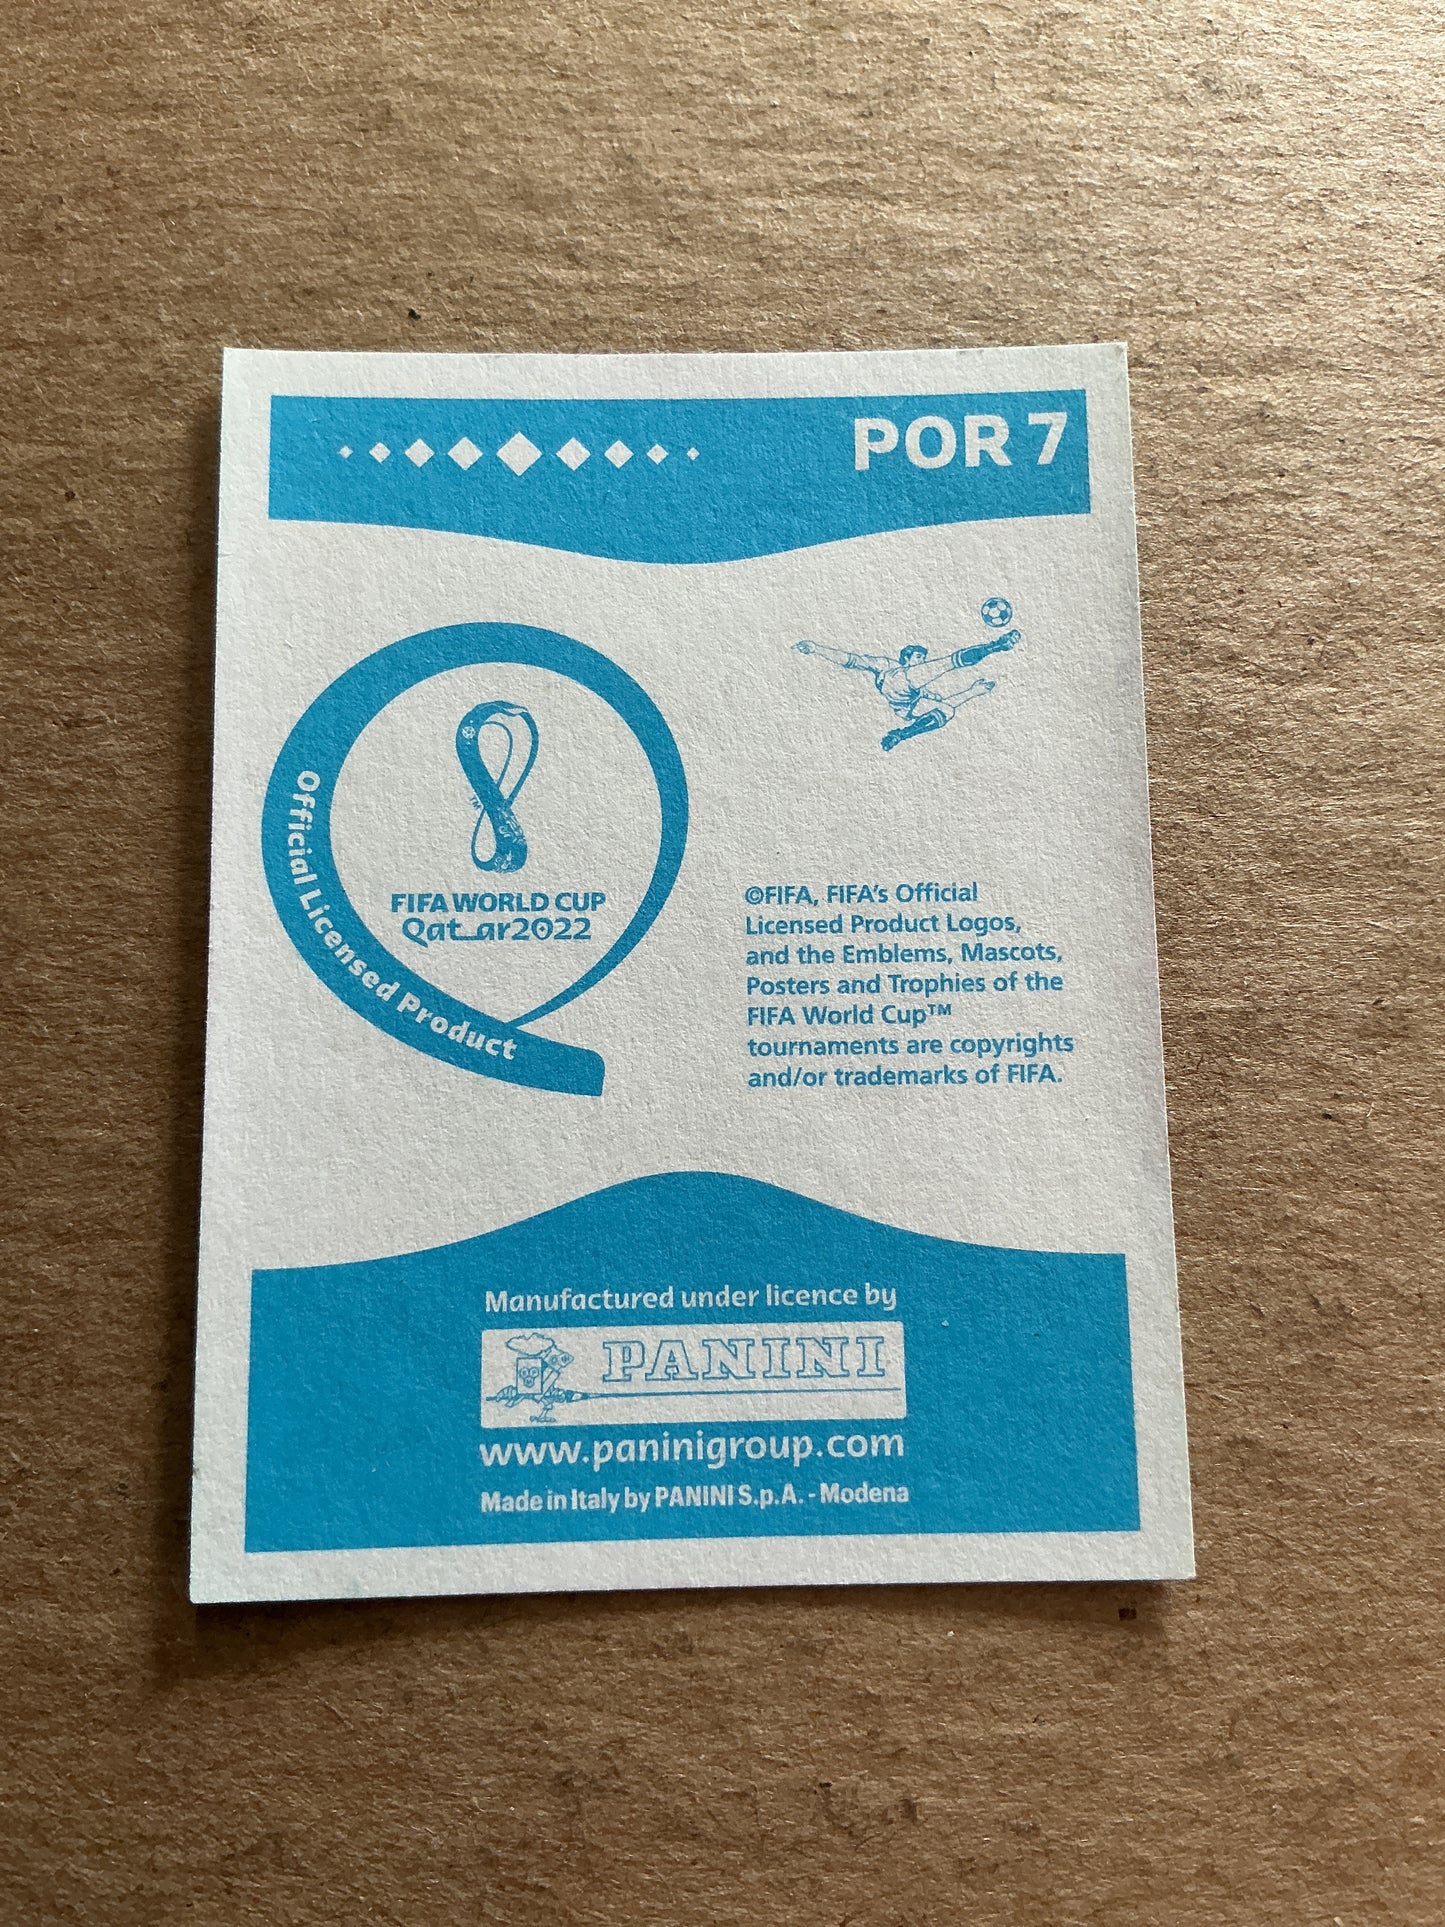 POR 7
Official Licensed Product
™
FIFA WORLD CUP
Qatar2022
©FIFA, FIFA's Official
Licensed Product Logos,
and the Emblems, Mascots,
Posters and Trophies of the
FIFA World Cup™
tournaments are copyrights
and/or trademarks of FIFA.
Manufactured under licence by
PANINI
www.paninigroup.com
Made in Italy by PANINI S.p.A. - Modena